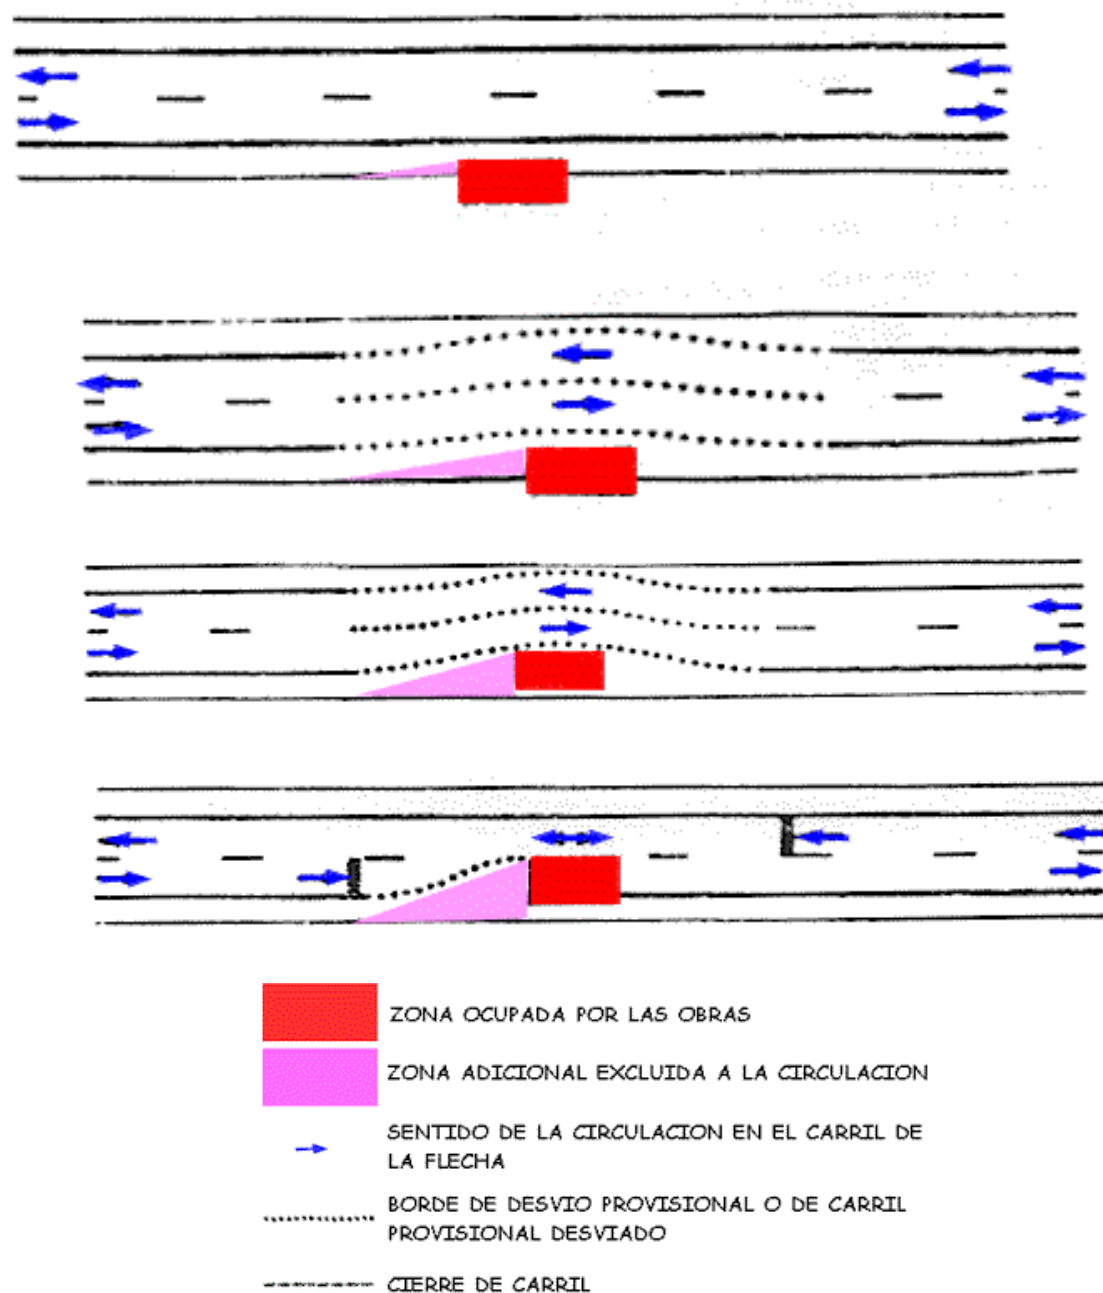 ZONA OCUPADA POR LAS OBRAS
ZONA ADICIONAL EXCLUIDA A LA CIRCULACION
SENTIDO DE LA CIRCULACION EN EL CARRIL DE
LA FLECHA
BORDE DE DESVIO PROVISIONAL O DE CARRIL
PROVISIONAL DESVIADO
CIERRE DE CARRIL